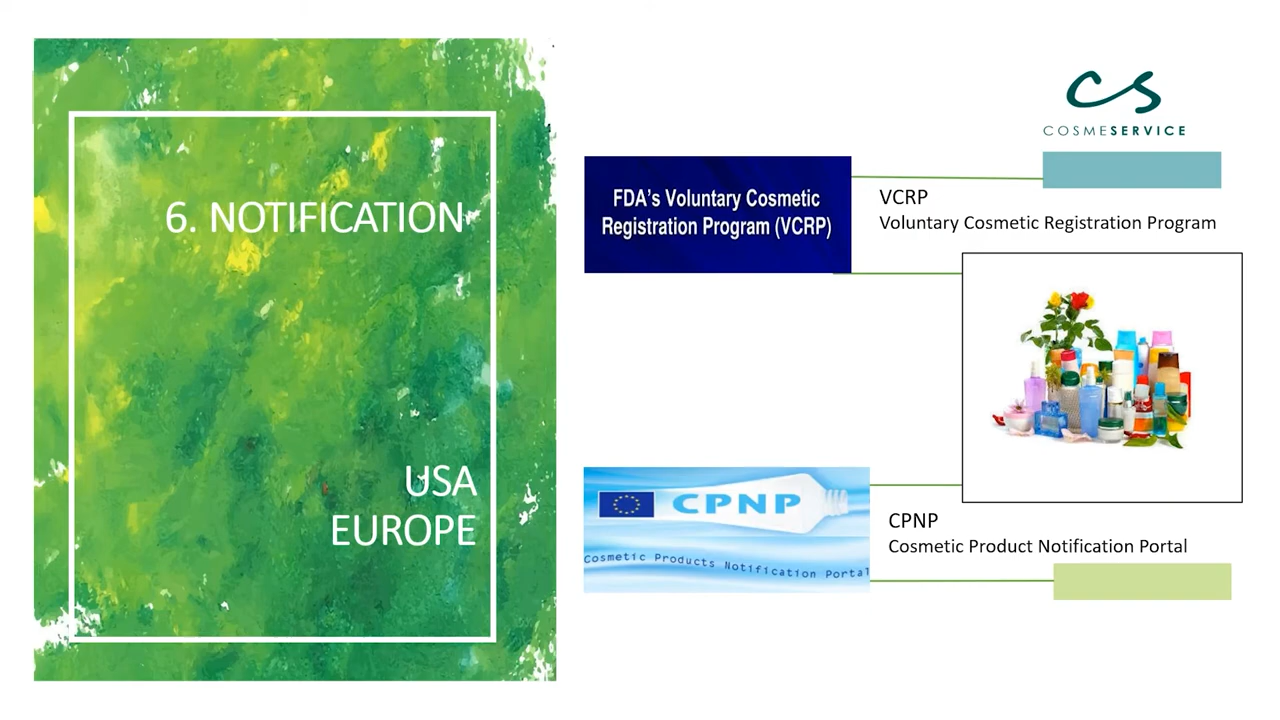 6. NOTIFICATION
USA
EUROPE
CS
COSMESERVICE
FDA's Voluntary Cosmetic
Registration Program (VCRP)
VCRP
Voluntary Cosmetic Registration Program
CPNP
Cosmetic Products Notification Portal
CPNP
Cosmetic Product Notification Portal